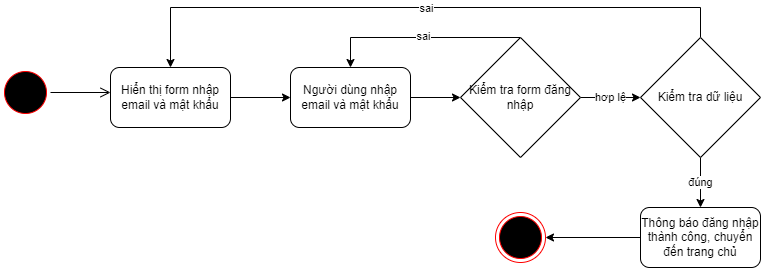 sai
sai
Hiển thị form nhập
email và mật khẩu
Người dùng nhập
email và mật khẩu
Kiểm tra form đăng
nhập
hơp lệ
Kiểm tra dữ liệu
đúng
Thông báo đăng nhập
thành công, chuyển
đến trang chủ